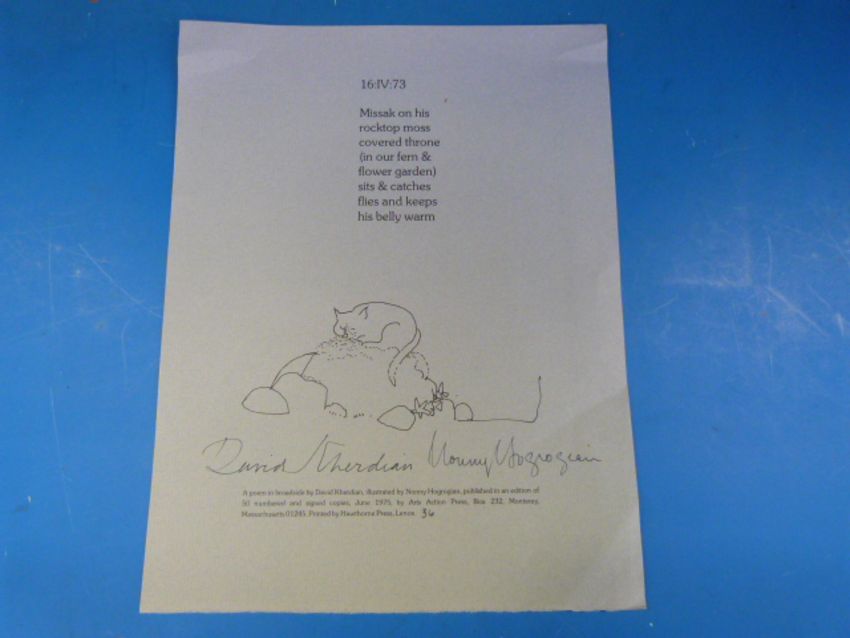 16:IV:73
Missak on his
rocktop moss
covered throne
(in our fern &
flower garden)
sits & catches
flies and keeps
his belly warm
David Kherdian Nonny Hogrogian
A poem in broadside by David Kherdian, illustrated by Nonny Hogrogian, published in an edition of
50 numbered and signed copies, June 1975, by Arts Action Press, Box 232, Monterey,
Massachusetts 01245. Printed by Hawthorne Press, Lenox. 36